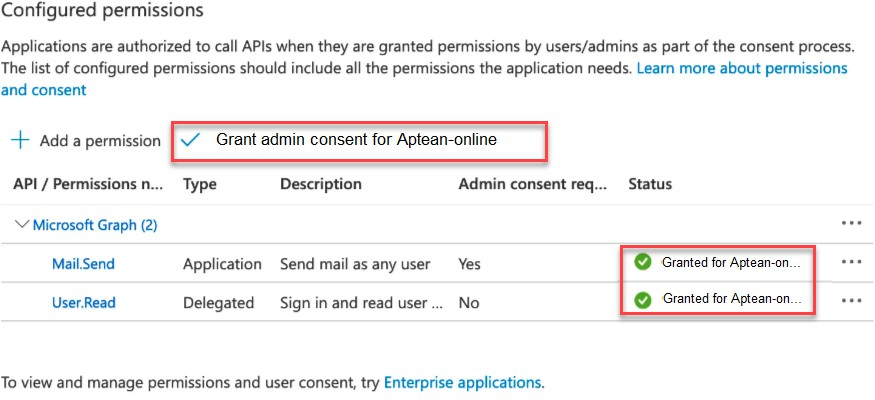 Configured permissions
Applications are authorized to call APIs when they are granted permissions by users/admins as part of the consent process.
The list of configured permissions should include all the permissions the application needs. Learn more about permissions
and consent
Add a permission Grant admin consent for Aptean-online
API / Permissions n... Type Description Admin consent req... Status
Microsoft Graph (2) ...
Mail.Send Application Send mail as any user Yes Granted for Aptean-on... ...
User.Read Delegated Sign in and read user ... No Granted for Aptean-on... ...
To view and manage permissions and user consent, try Enterprise applications.